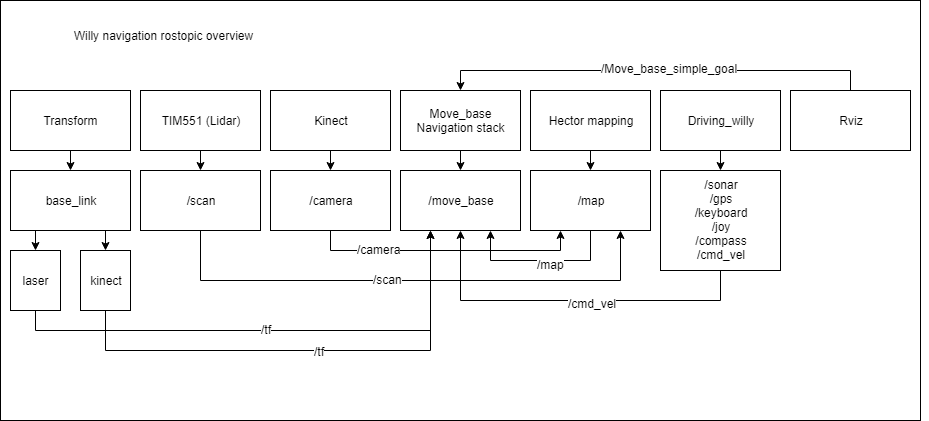 Willy navigation rostopic overview
/Move_base_simple_goal
Transform
TIM551 (Lidar)
Kinect
Move_base
Navigation stack
Hector mapping
Driving_willy
Rviz
base_link
/scan
/camera
/move_base
/map
/sonar
/gps
/keyboard
/joy
/compass
/cmd_vel
/camera
/map
laser
kinect
/scan
/cmd_vel
/tf
/tf